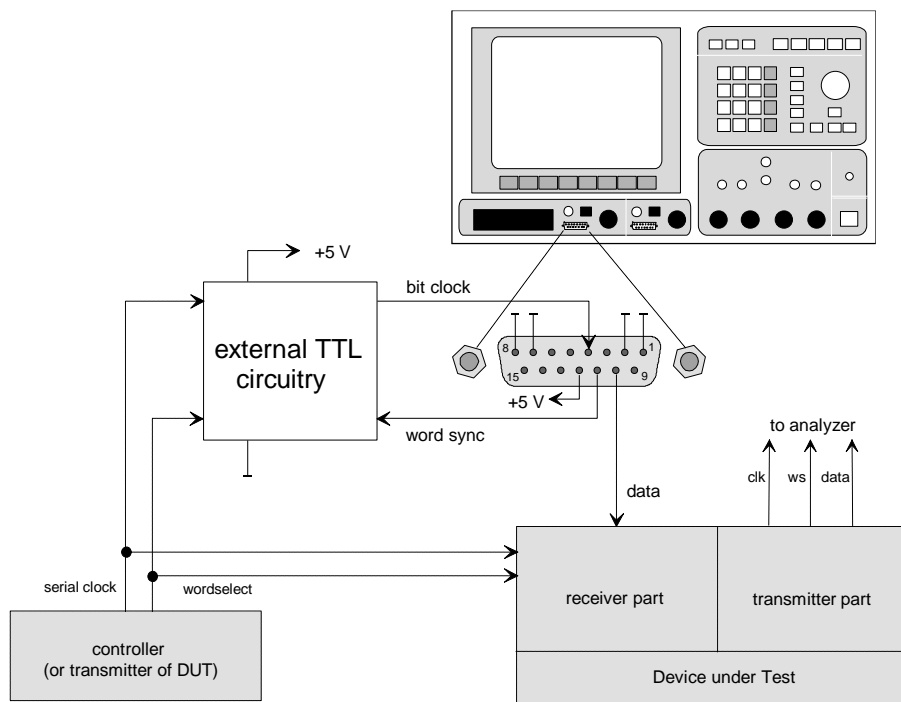 +5 V
bit clock
external TTL
circuitry
8
1
15
9
+5 V
word sync
to analyzer
clk
ws
data
data
serial clock
wordselect
receiver part
transmitter part
controller
(or transmitter of DUT)
Device under Test